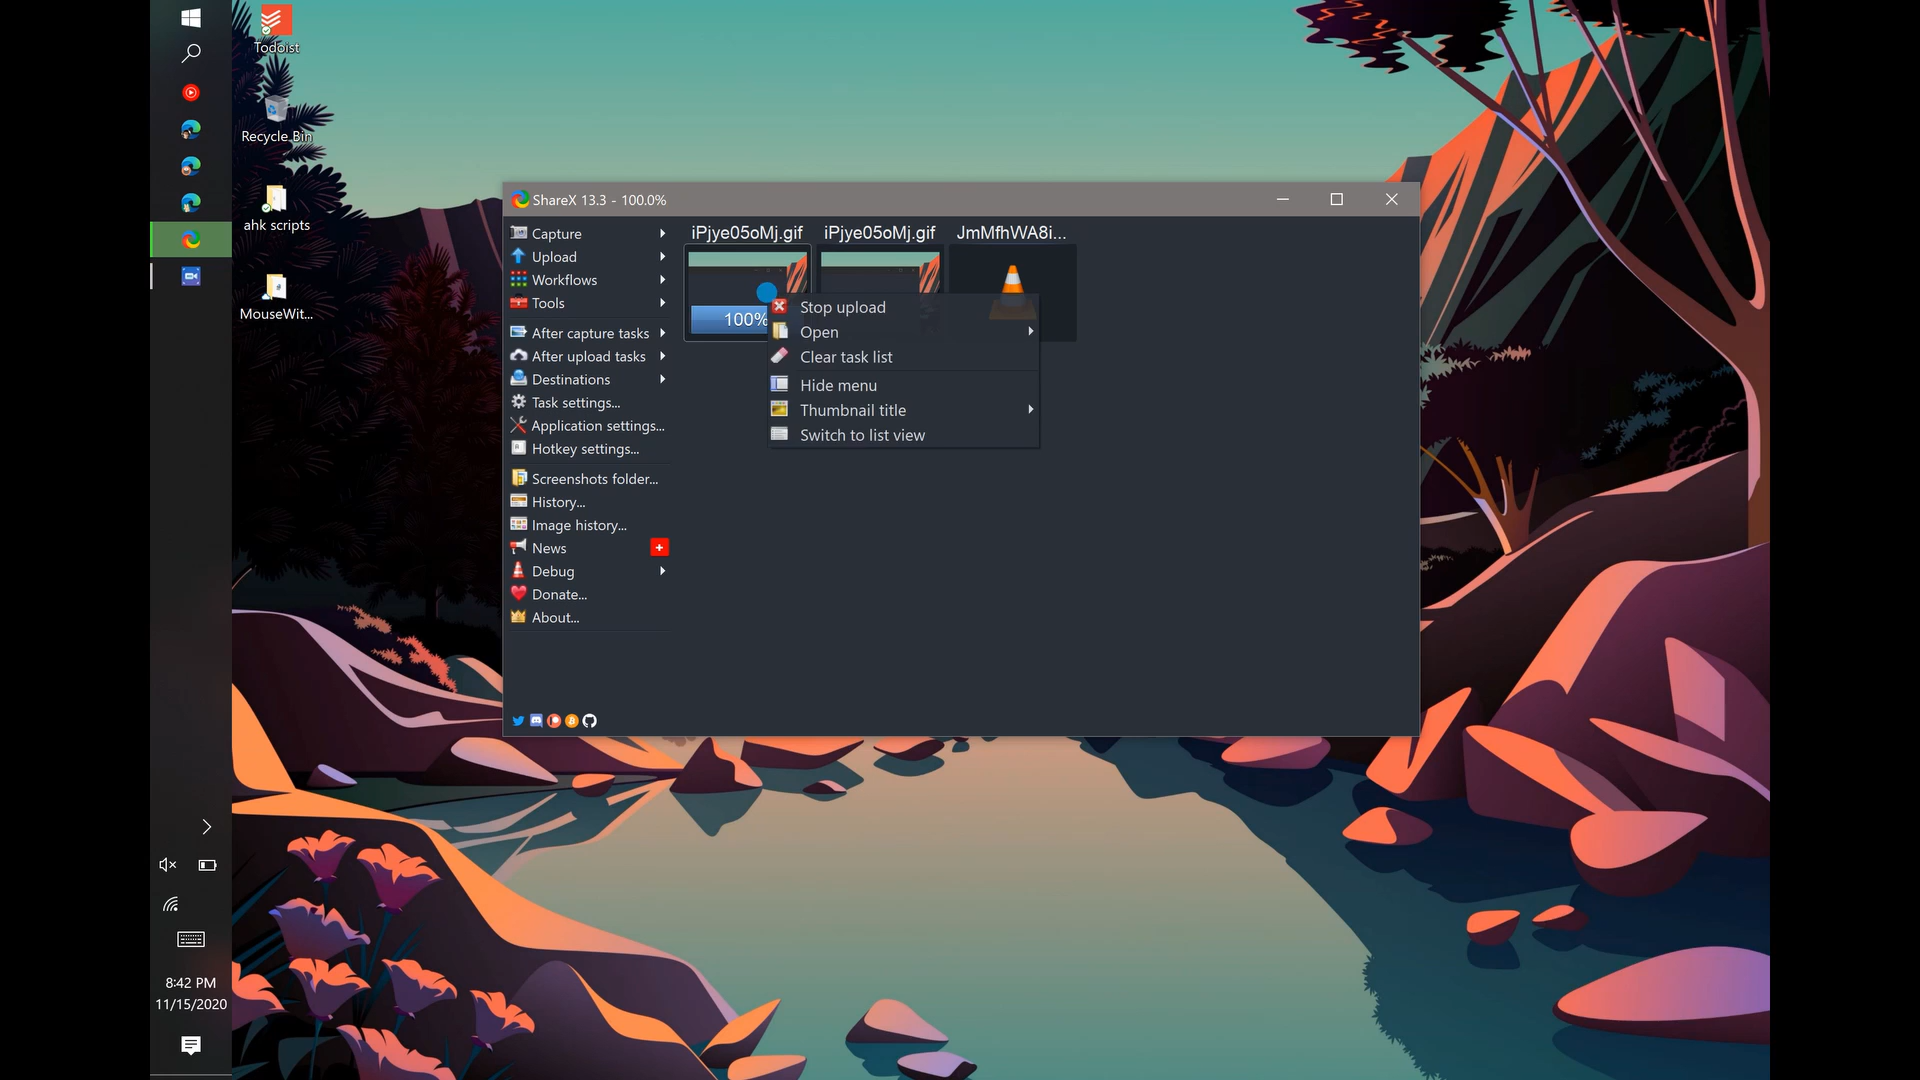 Todoist
Recycle Bin
ahk scripts
MouseWit...
ShareX 13.3 - 100.0%
Capture
Upload
Workflows
Tools
After capture tasks
After upload tasks
Destinations
Task settings...
Application settings...
Hotkey settings...
Screenshots folder...
History...
Image history...
News
Debug
Donate...
About...
iPjye05oMj.gif
iPjye05oMj.gif
JmMfhWA8i...
100%
Stop upload
Open
Clear task list
Hide menu
Thumbnail title
Switch to list view
8:42 PM
11/15/2020